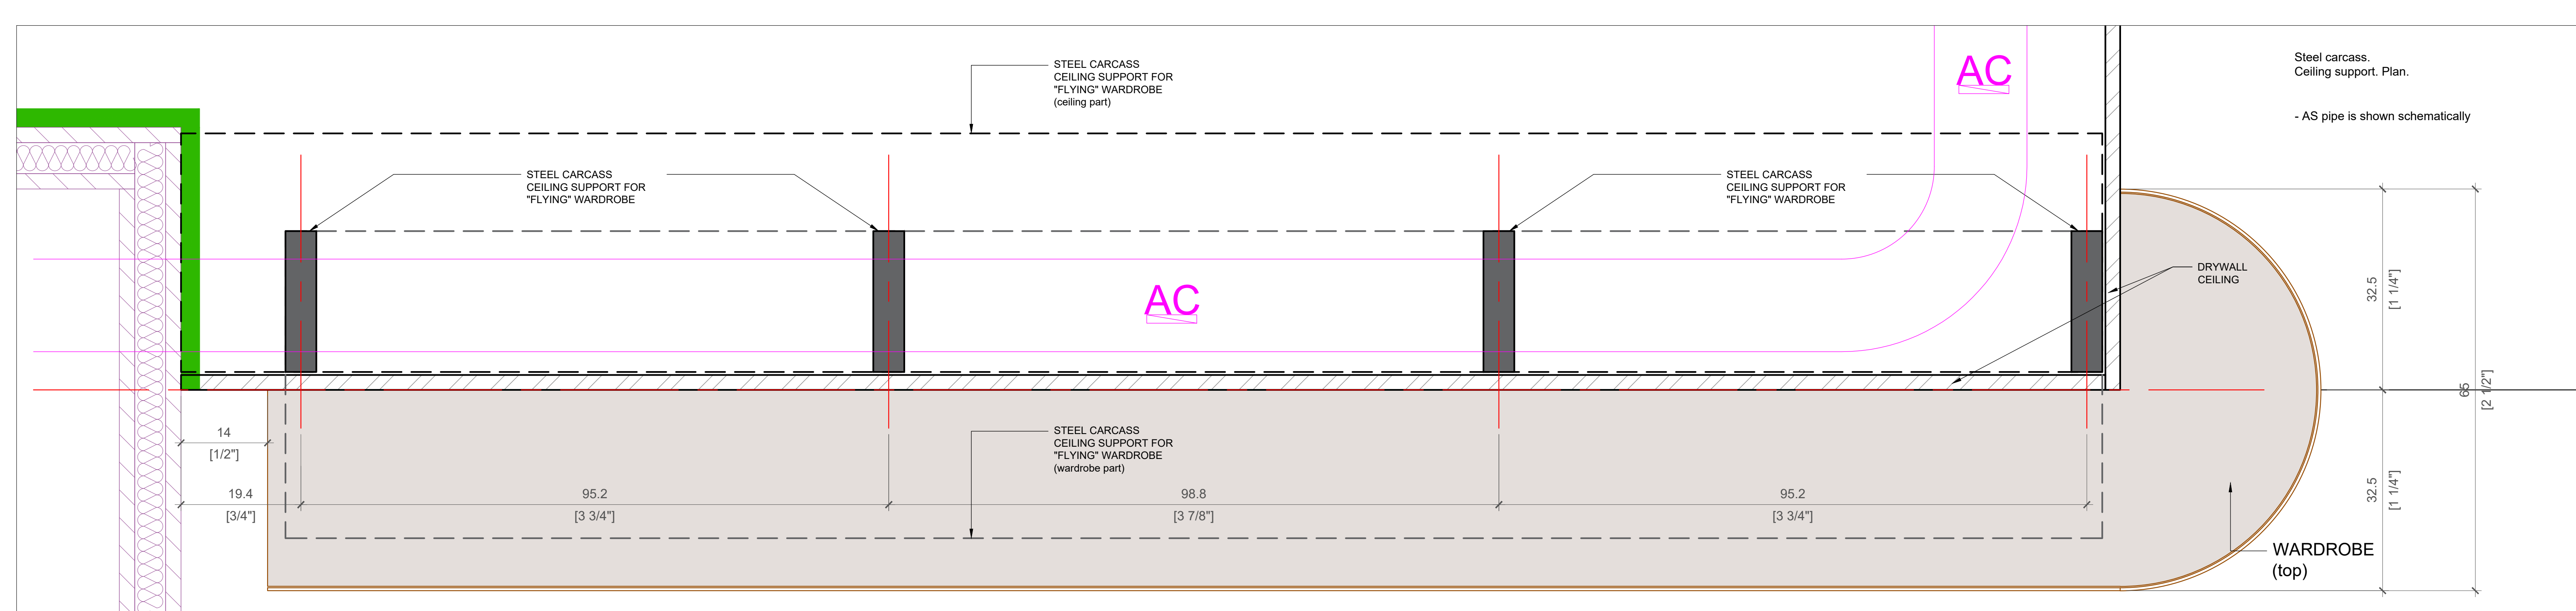 STEEL CARCASS
CEILING SUPPORT FOR
"FLYING" WARDROBE
(ceiling part)
AC
Steel carcass.
Ceiling support. Plan.
- AS pipe is shown schematically
STEEL CARCASS
CEILING SUPPORT FOR
"FLYING" WARDROBE
STEEL CARCASS
CEILING SUPPORT FOR
"FLYING" WARDROBE
AC
DRYWALL
CEILING
32.5
[1 1/4"]
65
[2 1/2"]
14
[1/2"]
STEEL CARCASS
CEILING SUPPORT FOR
"FLYING" WARDROBE
(wardrobe part)
19.4
[3/4"]
95.2
[3 3/4"]
98.8
[3 7/8"]
95.2
[3 3/4"]
32.5
[1 1/4"]
WARDROBE
(top)